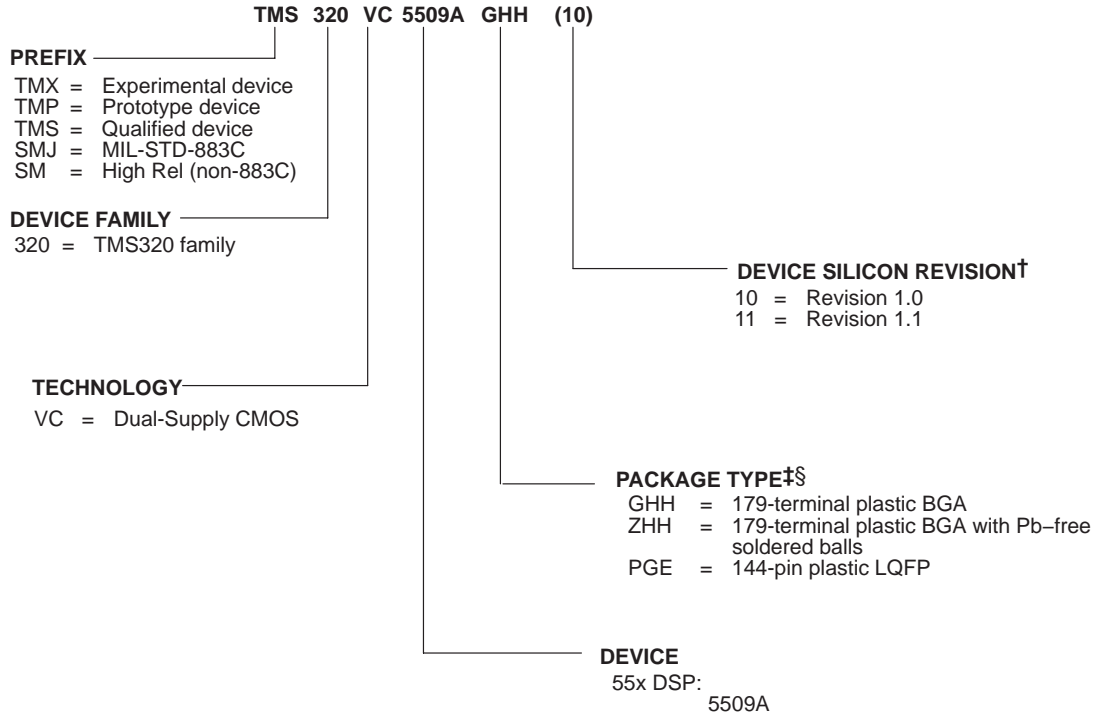 TMS 320 VC 5509A GHH (10)
PREFIX
TMX = Experimental device
TMP = Prototype device
TMS = Qualified device
SMJ = MIL-STD-883C
SM = High Rel (non-883C)
DEVICE FAMILY
320 = TMS320 family
DEVICE SILICON REVISION†
10 = Revision 1.0
11 = Revision 1.1
TECHNOLOGY
VC = Dual-Supply CMOS
PACKAGE TYPE‡§
GHH = 179-terminal plastic BGA
ZHH = 179-terminal plastic BGA with Pb−free
soldered balls
PGE = 144-pin plastic LQFP
DEVICE
55x DSP:
5509A